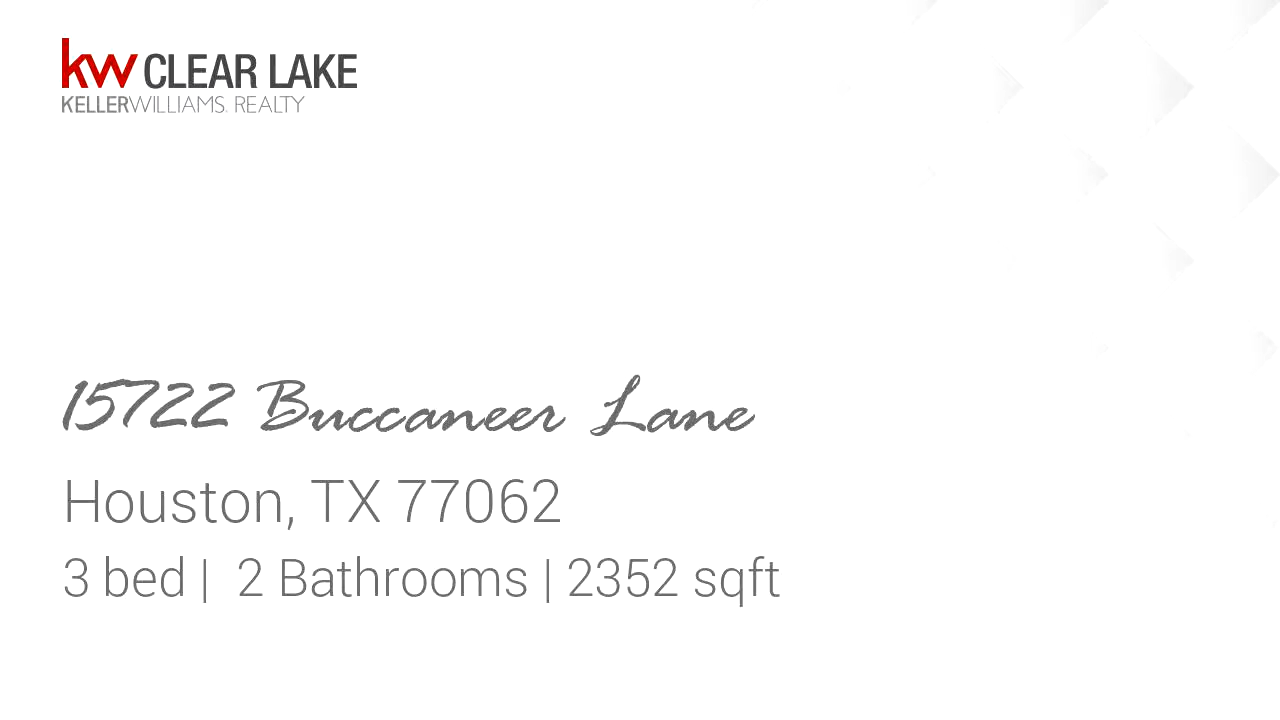 kw CLEAR LAKE
KELLERWILLIAMS. REALTY
15722 Buccaneer Lane
Houston, TX 77062
3 bed | 2 Bathrooms | 2352 sqft